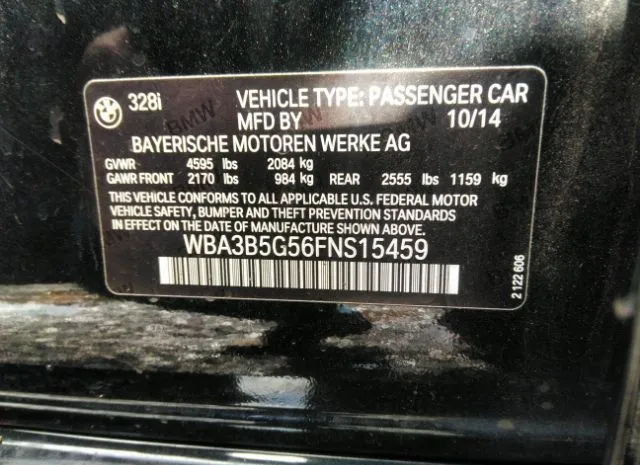 328i VEHICLE TYPE: PASSENGER CAR
MFD BY 10/14
BAYERISCHE MOTOREN WERKE AG
GVWR 4595 lbs 2084 kg
GAWR FRONT 2170 lbs 984 kg REAR 2555 lbs 1159 kg
THIS VEHICLE CONFORMS TO ALL APPLICABLE U.S. FEDERAL MOTOR
VEHICLE SAFETY, BUMPER AND THEFT PREVENTION STANDARDS
IN EFFECT ON THE DATE OF MANUFACTURE SHOWN ABOVE.
WBA3B5G56FNS15459
2 122 606
BMW